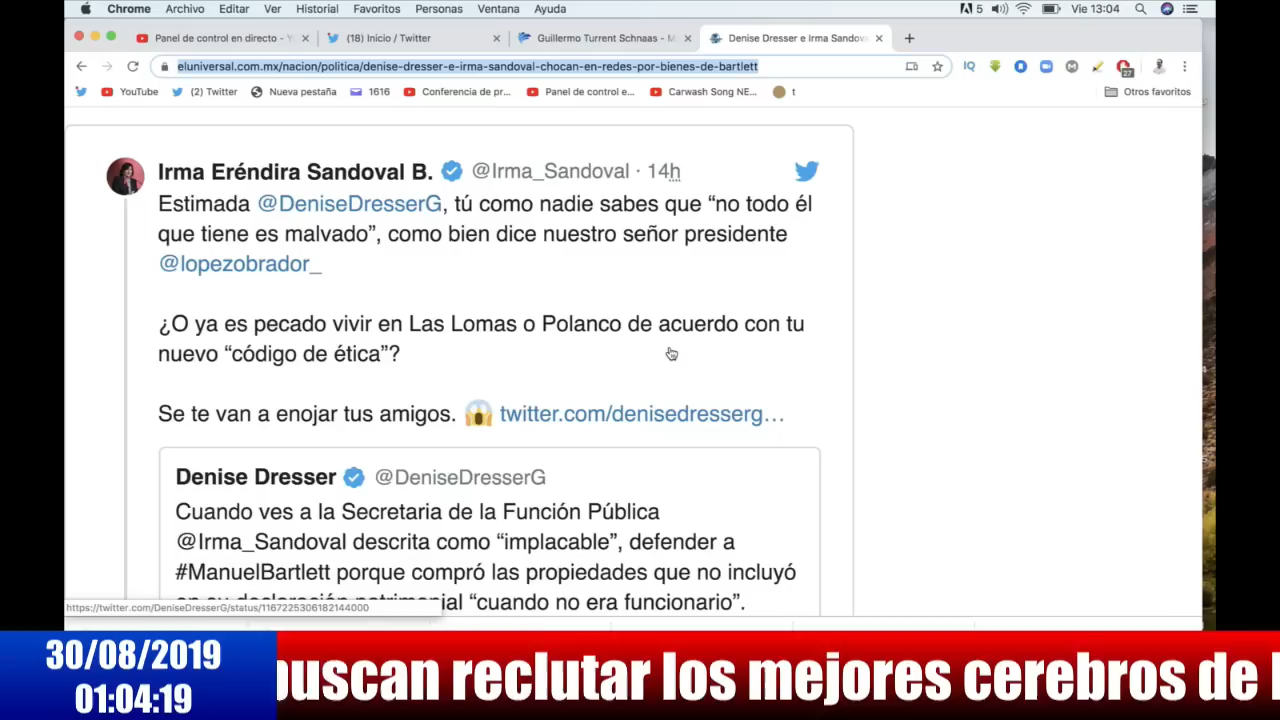 Chrome Archivo Editar Ver Historial Favoritos Personas Ventana Ayuda 5 Vie 13:04
Panel de control en directo - Y (18) Inicio / Twitter Guillermo Turrent Schnaas - M Denise Dresser e Irma Sandova
eluniversal.com.mx/nacion/politica/denise-dresser-e-irma-sandoval-chocan-en-redes-por-bienes-de-bartlett IQ 27
YouTube (2) Twitter Nueva pestaña 1616 Conferencia de pr... Panel de control e... Carwash Song NE... t Otros favoritos
Irma Eréndira Sandoval B. @Irma_Sandoval · 14h
Estimada @DeniseDresserG, tú como nadie sabes que “no todo él
que tiene es malvado”, como bien dice nuestro señor presidente
@lopezobrador_
¿O ya es pecado vivir en Las Lomas o Polanco de acuerdo con tu
nuevo “código de ética”?
Se te van a enojar tus amigos. 😱 twitter.com/denisedresserg…
Denise Dresser @DeniseDresserG
Cuando ves a la Secretaria de la Función Pública
@Irma_Sandoval descrita como “implacable”, defender a
#ManuelBartlett porque compró las propiedades que no incluyó
en su declaración patrimonial “cuando no era funcionario”.
https://twitter.com/DeniseDresserG/status/1167225306182144000
30/08/2019
01:04:19
buscan reclutar los mejores cerebros de